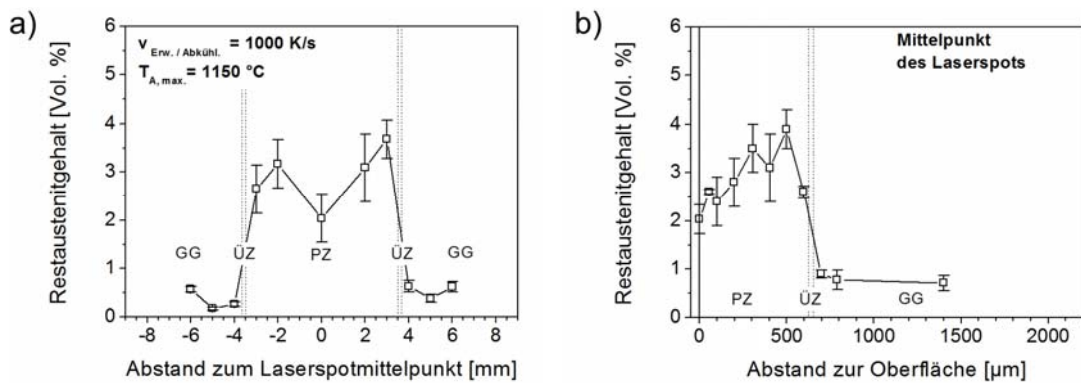 a)
Restaustenitgehalt [Vol. %]
6
5
4
3
2
1
0
v Erw. / Abkühl. = 1000 K/s
T A, max. = 1150 °C
GG ÜZ PZ ÜZ GG
-8 -6 -4 -2 0 2 4 6 8
Abstand zum Laserspotmittelpunkt [mm]
b)
Restaustenitgehalt [Vol. %]
6
5
4
3
2
1
0
Mittelpunkt
des Laserspots
PZ ÜZ GG
0 500 1000 1500 2000
Abstand zur Oberfläche [µm]